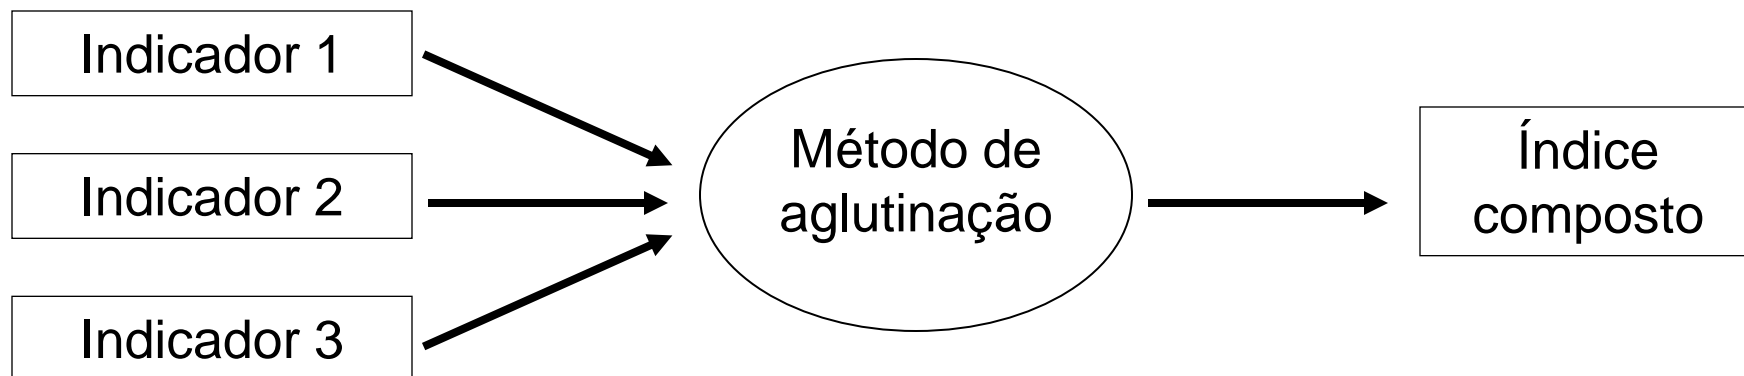 Indicador 1
Indicador 2
Indicador 3
Método de
aglutinação
Índice
composto